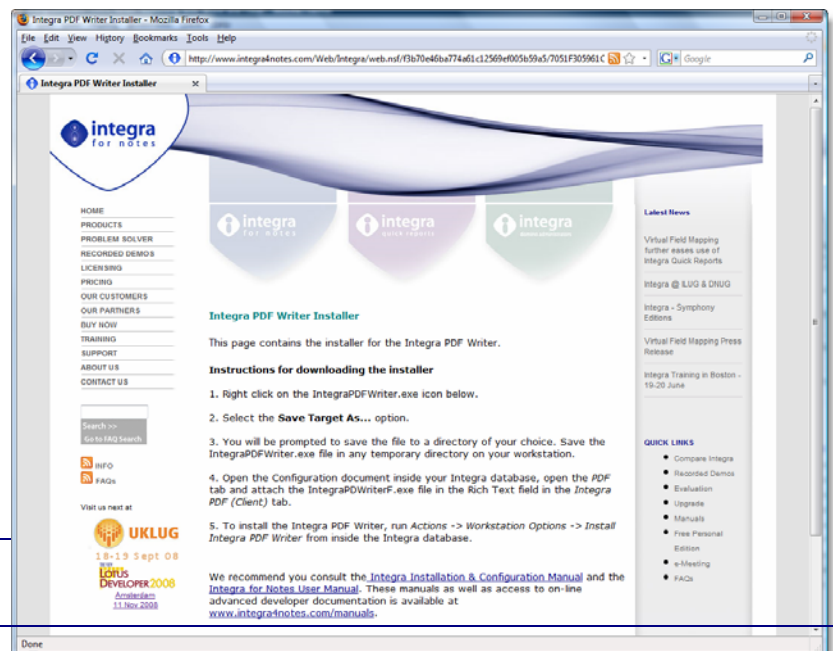 Integra PDF Writer Installer - Mozilla Firefox
File Edit View History Bookmarks Tools Help
http://www.integra4notes.com/Web/Integra/web.nsf/f3b70e46ba774a61c12569ef005b59a5/7051F305961C
Google
Integra PDF Writer Installer
integra
for notes
integra
for notes
integra
quick reports
integra
HOME
PRODUCTS
PROBLEM SOLVER
RECORDED DEMOS
LICENSING
PRICING
OUR CUSTOMERS
OUR PARTNERS
BUY NOW
TRAINING
SUPPORT
ABOUT US
CONTACT US
Search >>
Go to FAQ Search
INFO
FAQs
Visit us next at
UKLUG
18-19 Sept 08
LOTUS
DEVELOPER 2008
Amsterdam
11 Nov 2008
Integra PDF Writer Installer
This page contains the installer for the Integra PDF Writer.
Instructions for downloading the installer
1. Right click on the IntegraPDFWriter.exe icon below.
2. Select the Save Target As... option.
3. You will be prompted to save the file to a directory of your choice. Save the
IntegraPDFWriter.exe file in any temporary directory on your workstation.
4. Open the Configuration document inside your Integra database, open the PDF
tab and attach the IntegraPDWriterF.exe file in the Rich Text field in the Integra
PDF (Client) tab.
5. To install the Integra PDF Writer, run Actions -> Workstation Options -> Install
Integra PDF Writer from inside the Integra database.
We recommend you consult the Integra Installation & Configuration Manual and the
Integra for Notes User Manual. These manuals as well as access to on-line
advanced developer documentation is available at
www.integra4notes.com/manuals.
Latest News
Virtual Field Mapping
further eases use of
Integra Quick Reports
Integra @ ILUG & DNUG
Integra - Symphony
Editions
Virtual Field Mapping Press
Release
Integra Training in Boston -
19-20 June
QUICK LINKS
Compare Integra
Recorded Demos
Evaluation
Upgrade
Manuals
Free Personal
Edition
e-Meeting
FAQs
Done